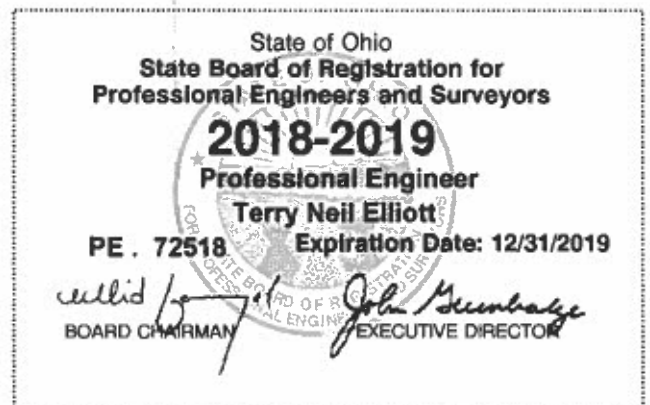 State of Ohio
State Board of Registration for
Professional Engineers and Surveyors
2018-2019
Professional Engineer
Terry Neil Elliott
PE . 72518 Expiration Date: 12/31/2019
John
BOARD CHAIRMAN EXECUTIVE DIRECTOR